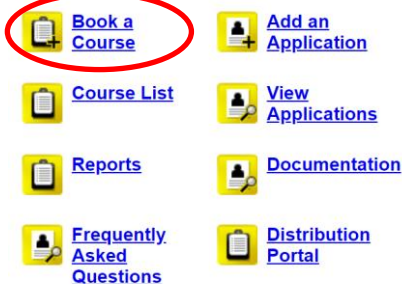 Book a
Course
Add an
Application
Course List
View
Applications
Reports
Documentation
Frequently
Asked
Questions
Distribution
Portal